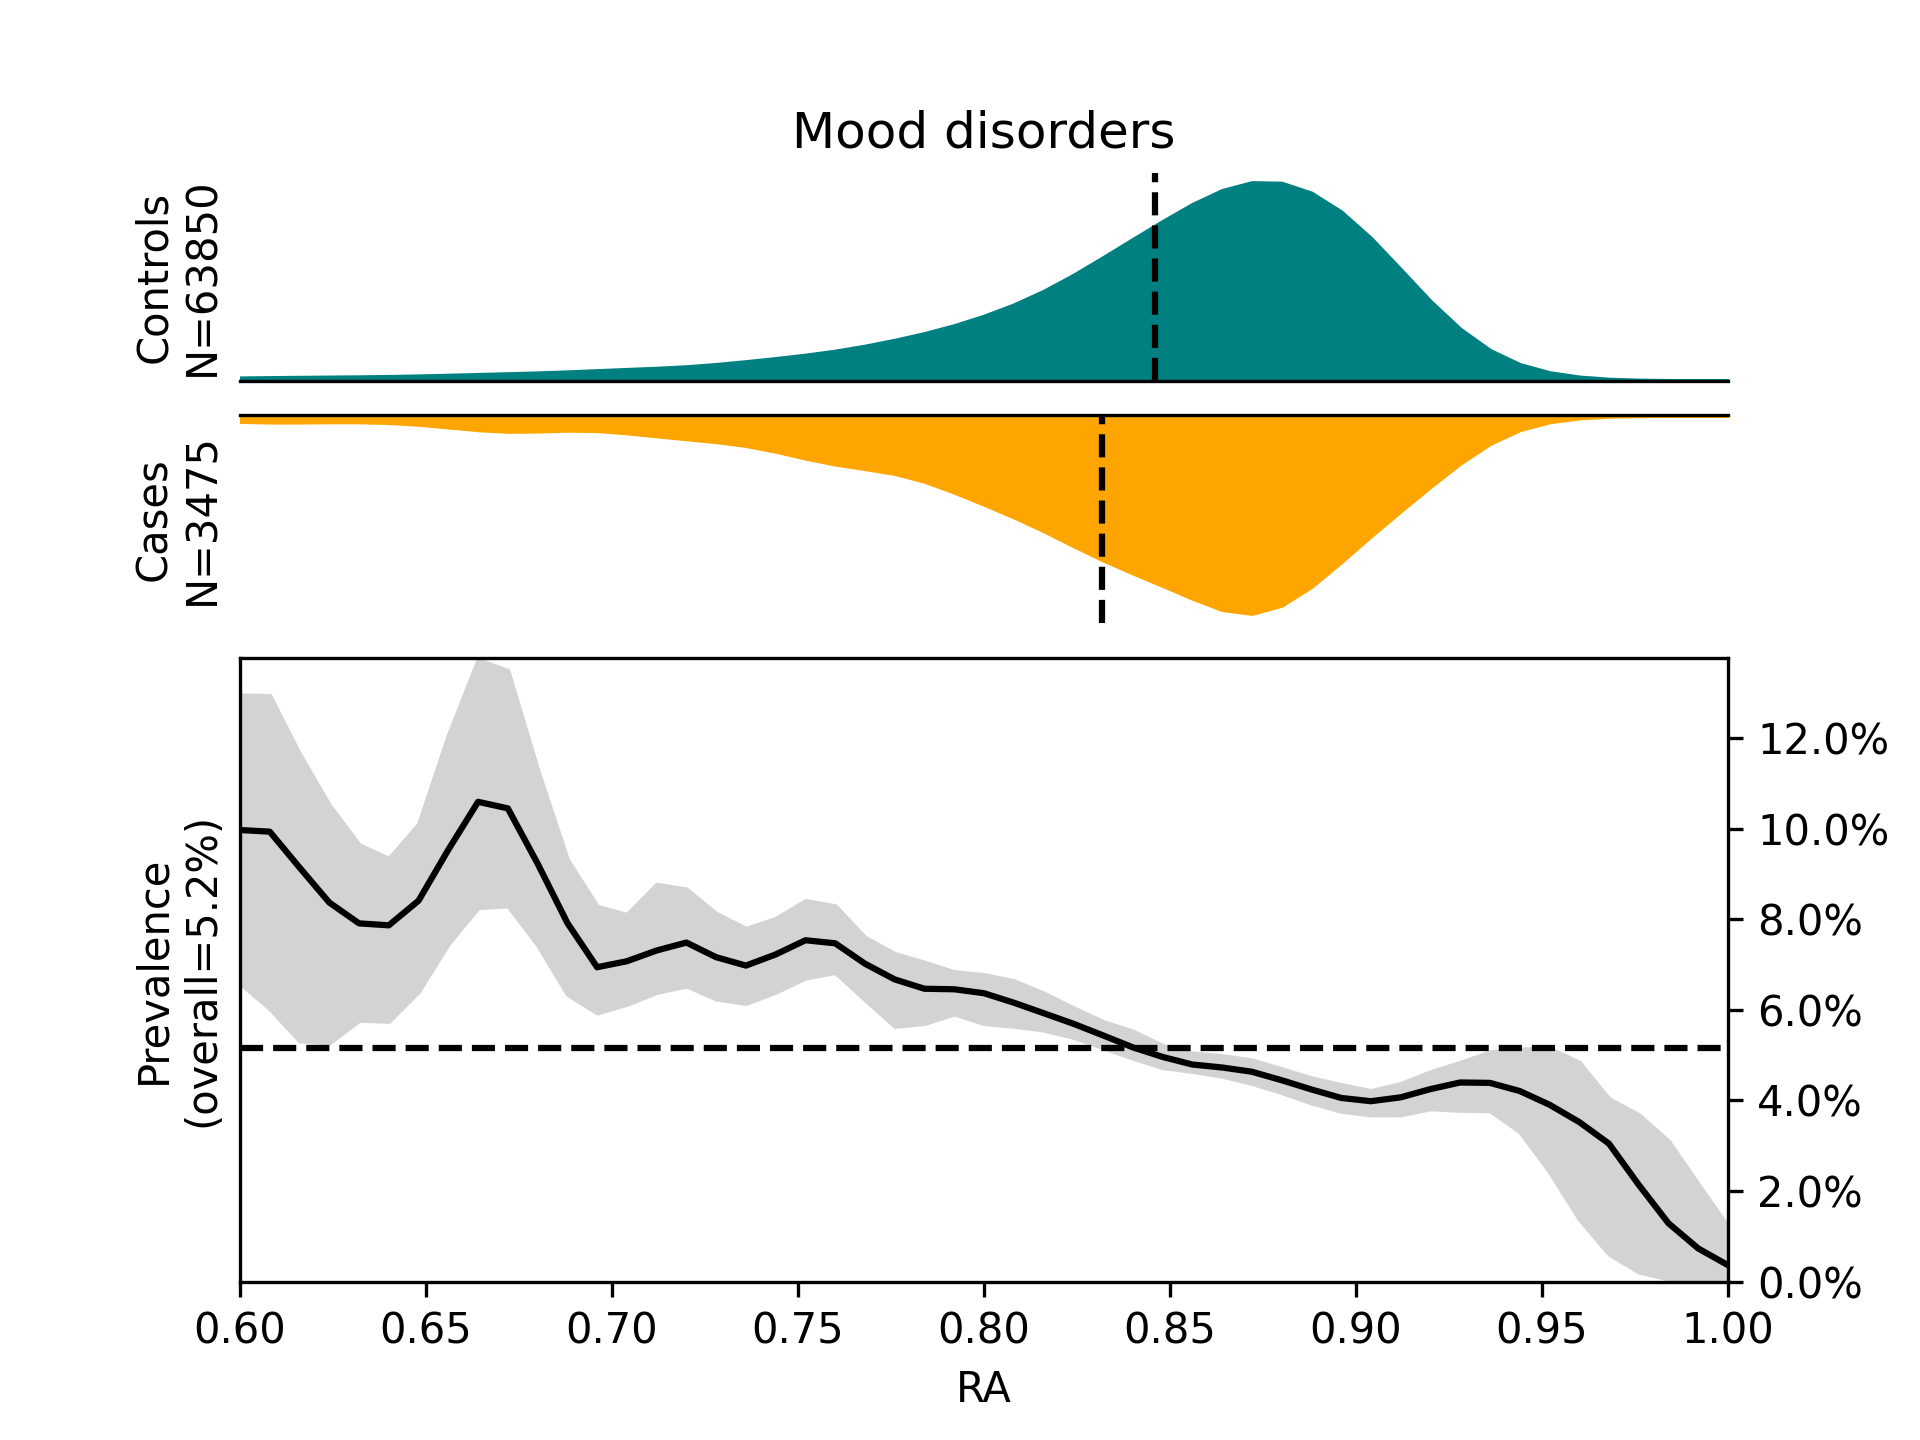 Mood disorders
Controls
N=63850
Cases
N=3475
Prevalence
(overall=5.2%)
12.0%
10.0%
8.0%
6.0%
4.0%
2.0%
0.0%
0.60 0.65 0.70 0.75 0.80 0.85 0.90 0.95 1.00
RA